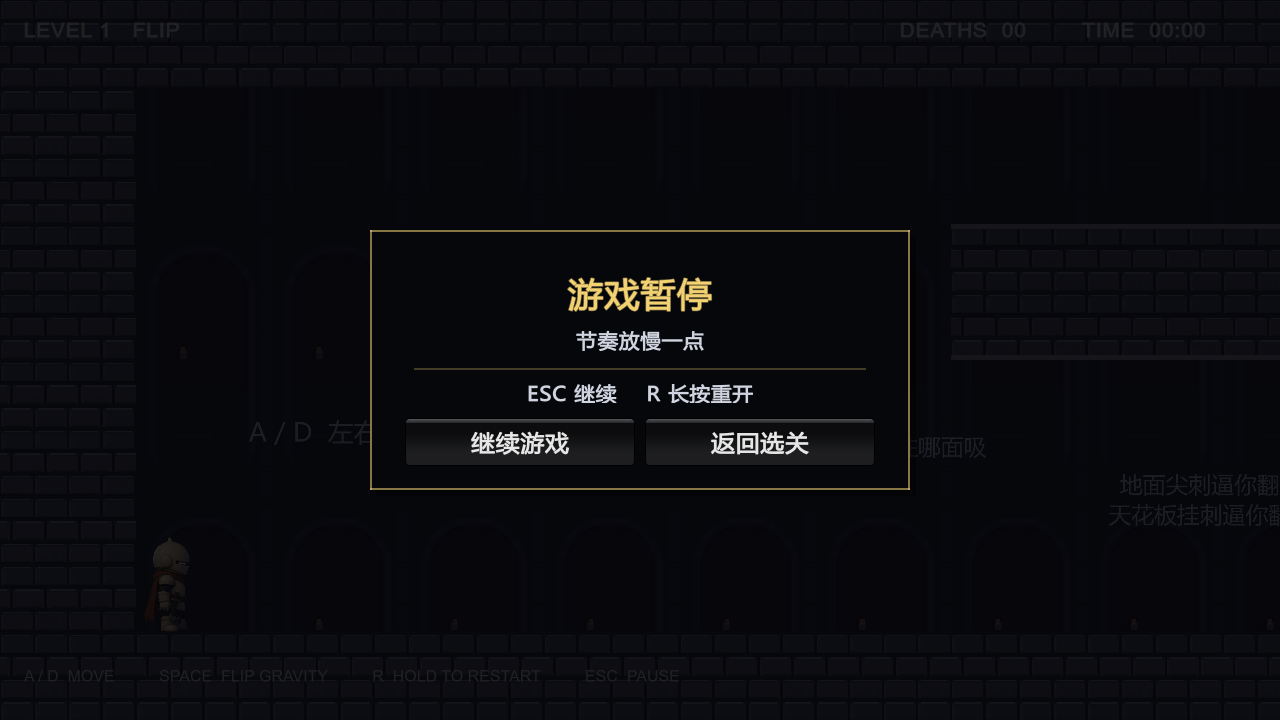 LEVEL 1 FLIP
DEATHS 00
TIME 00:00
游戏暂停
节奏放慢一点
ESC 继续 R 长按重开
A / D 左右
继续游戏
返回选关
哪面吸
地面尖刺逼你翻
天花板挂刺逼你翻
A / D MOVE
SPACE FLIP GRAVITY
R HOLD TO RESTART
ESC PAUSE